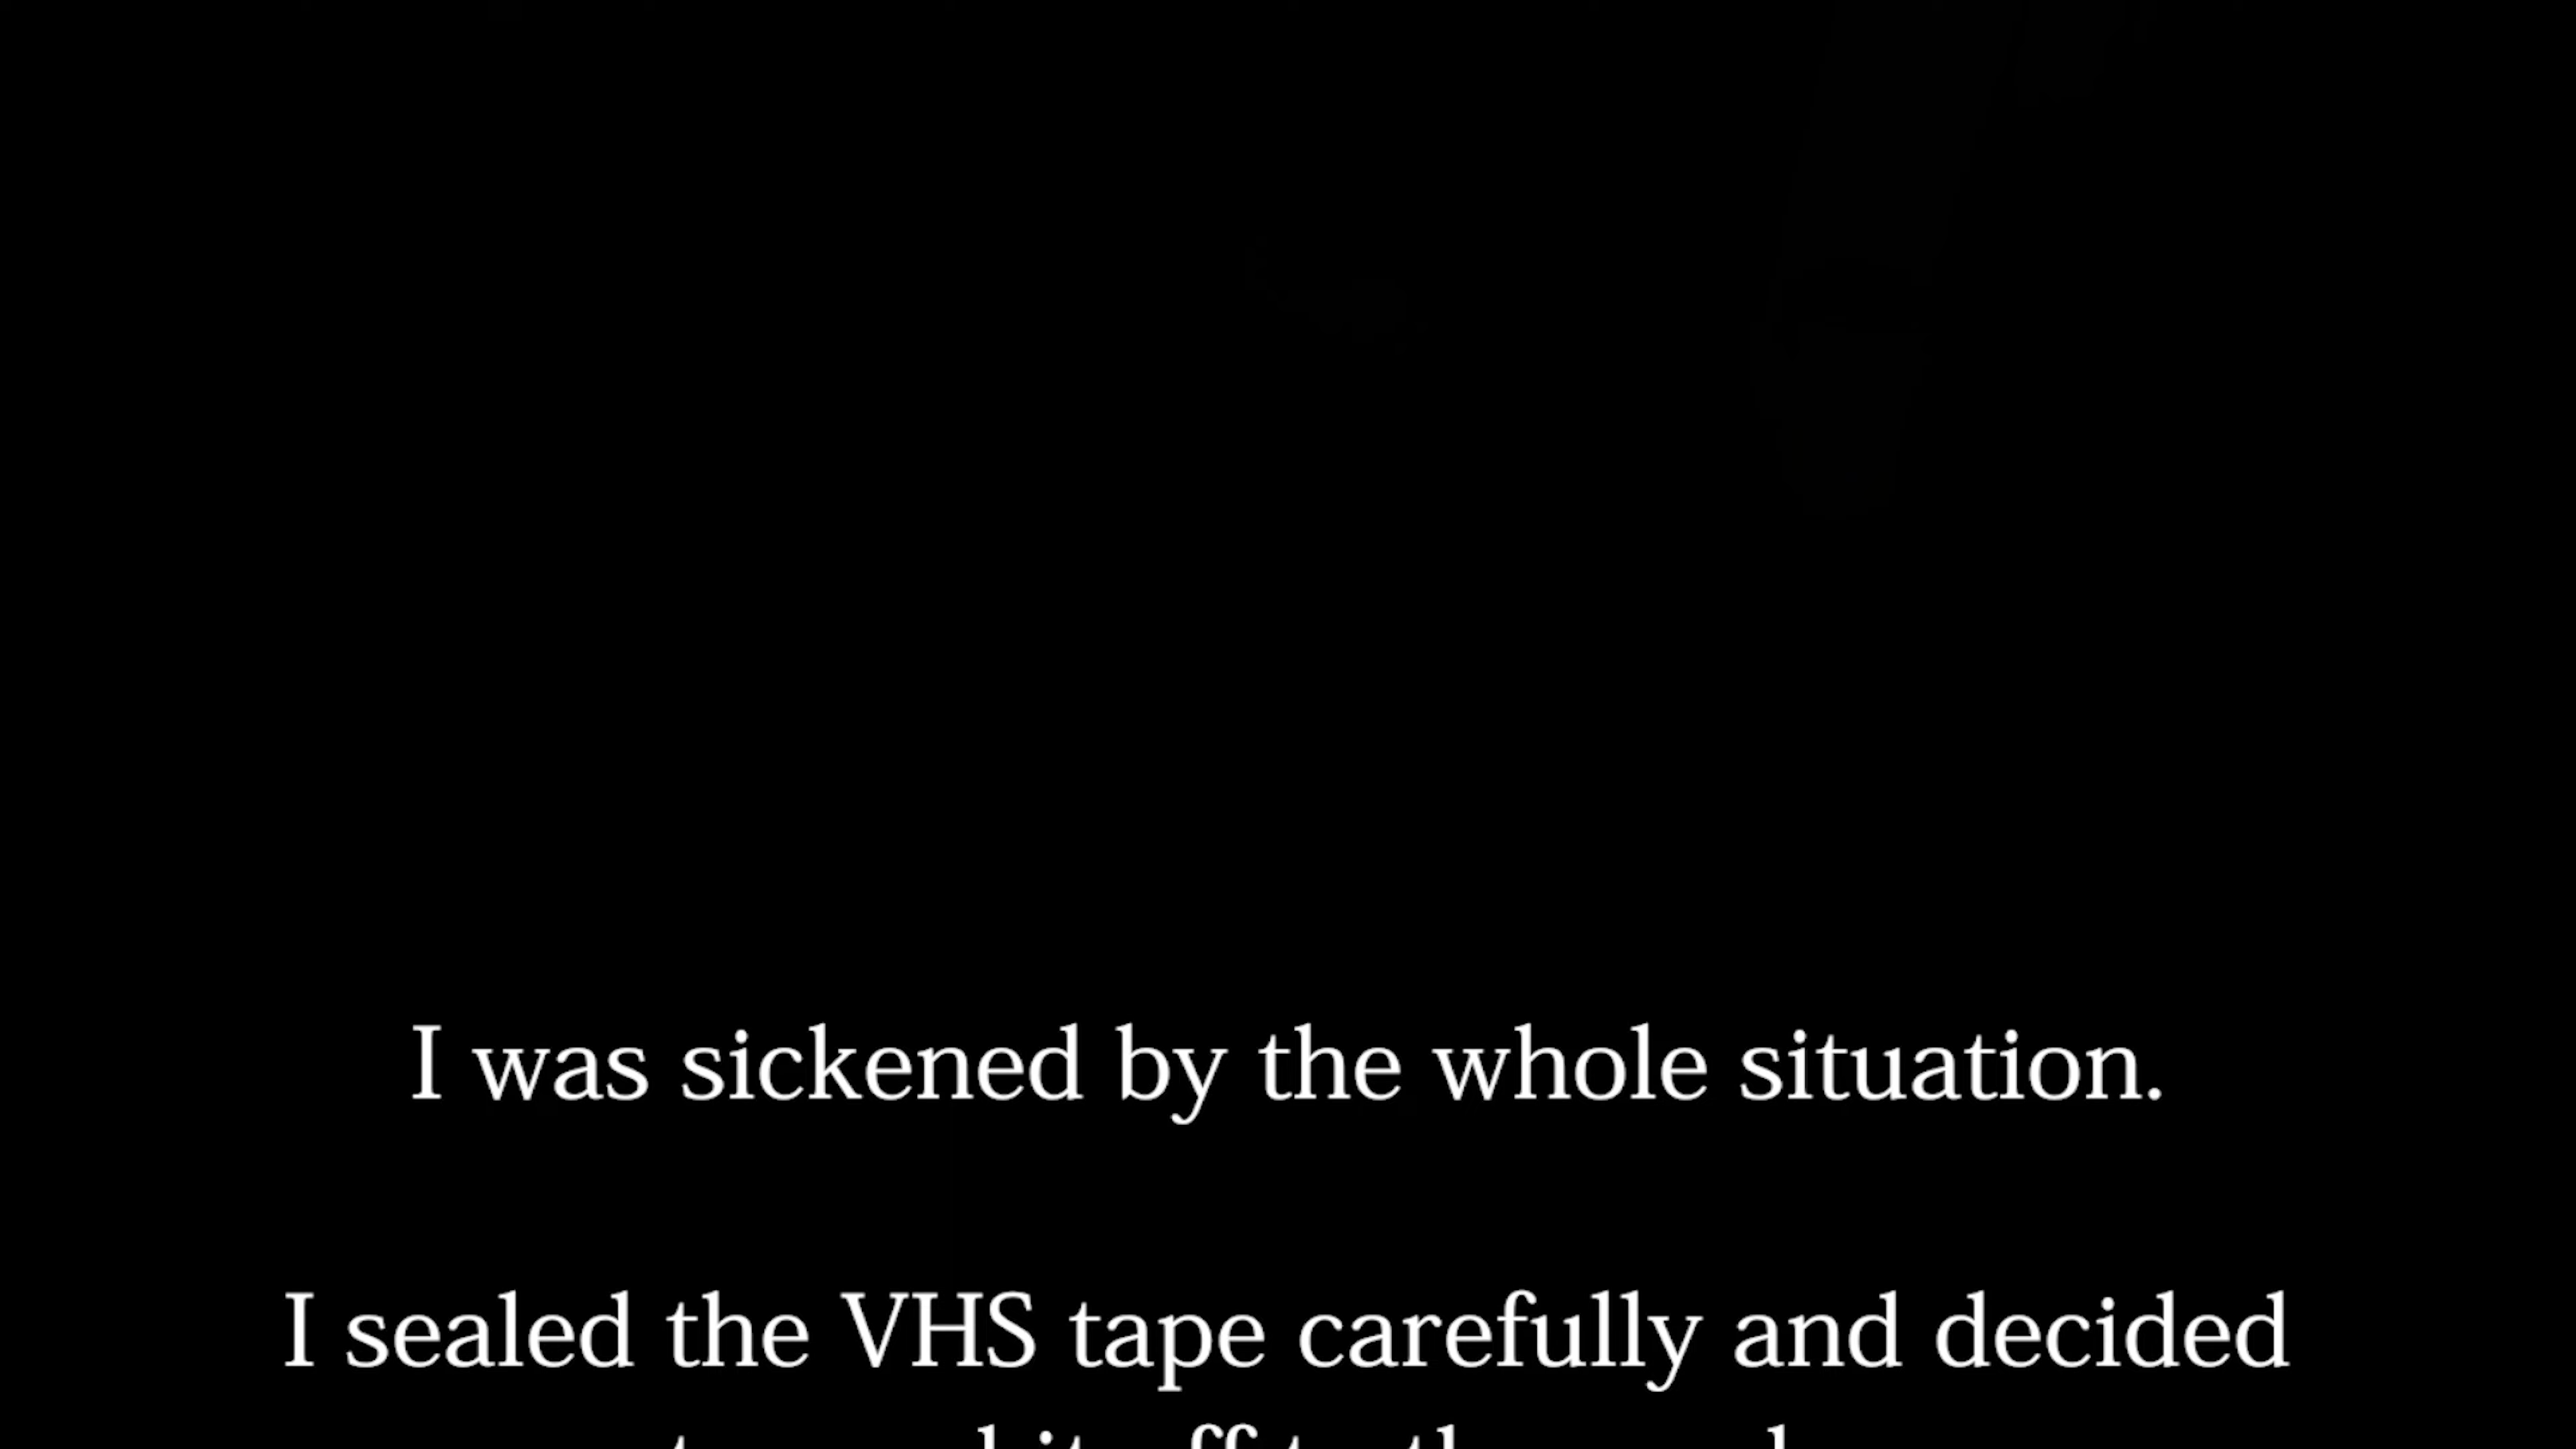 I was sickened by the whole situation.
I sealed the VHS tape carefully and decided